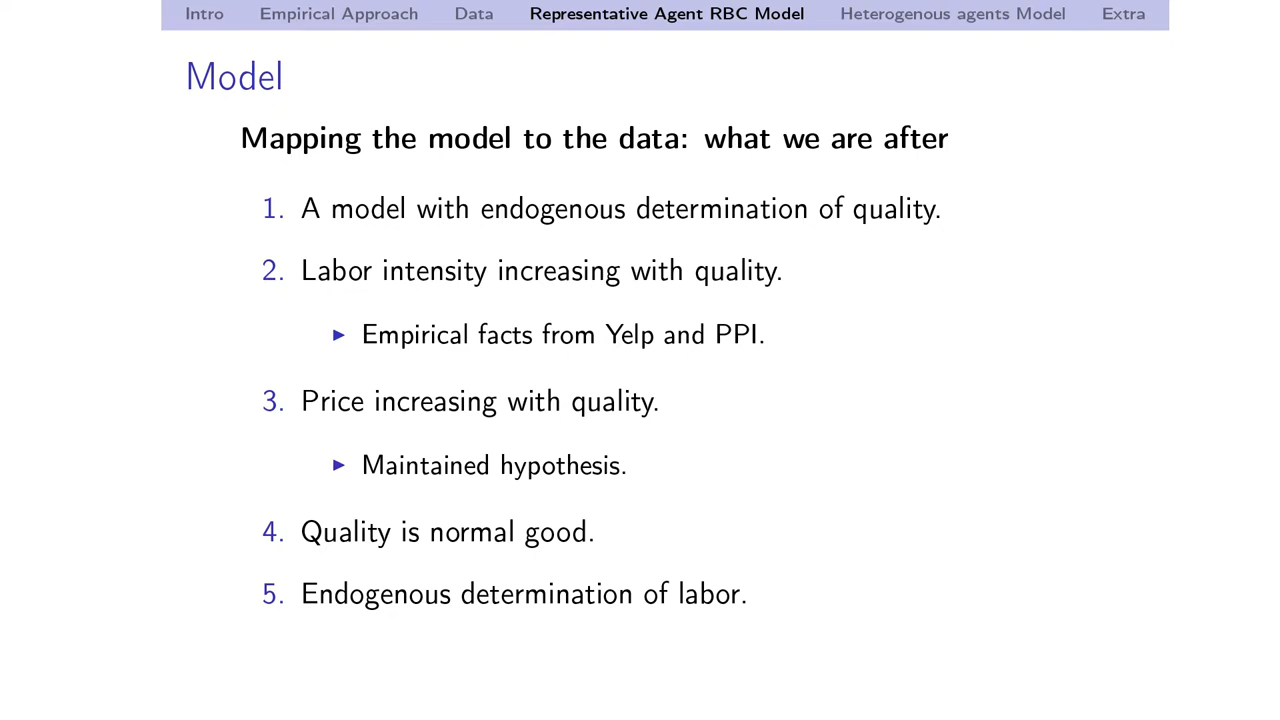 Intro Empirical Approach Data Representative Agent RBC Model Heterogenous agents Model Extra
Model
Mapping the model to the data: what we are after
1. A model with endogenous determination of quality.
2. Labor intensity increasing with quality.
▶ Empirical facts from Yelp and PPI.
3. Price increasing with quality.
▶ Maintained hypothesis.
4. Quality is normal good.
5. Endogenous determination of labor.